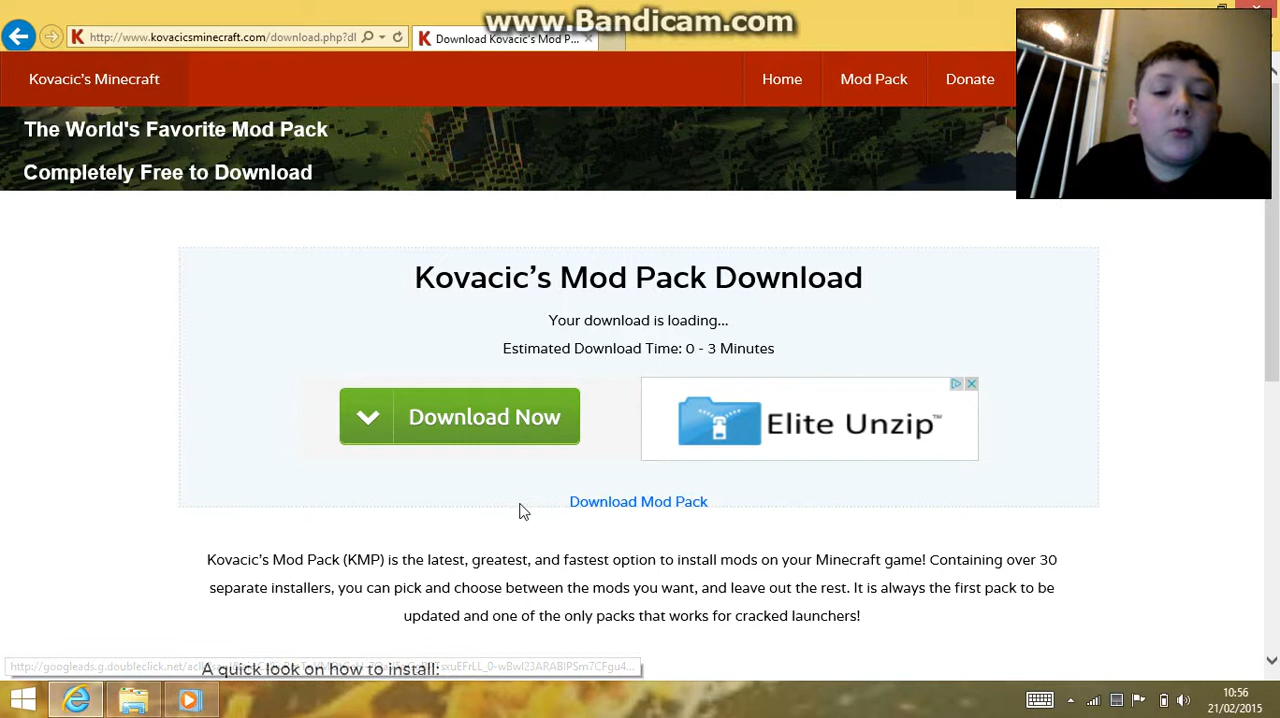 www.Bandicam.com
http://www.kovacicsminecraft.com/download.php?dl
Download Kovacic's Mod P...
Kovacic's Minecraft
Home
Mod Pack
Donate
The World's Favorite Mod Pack
Completely Free to Download
Kovacic's Mod Pack Download
Your download is loading...
Estimated Download Time: 0 - 3 Minutes
Download Now
Elite Unzip™
Download Mod Pack
Kovacic's Mod Pack (KMP) is the latest, greatest, and fastest option to install mods on your Minecraft game! Containing over 30
separate installers, you can pick and choose between the mods you want, and leave out the rest. It is always the first pack to be
updated and one of the only packs that works for cracked launchers!
A quick look on how to install:
10:56
21/02/2015